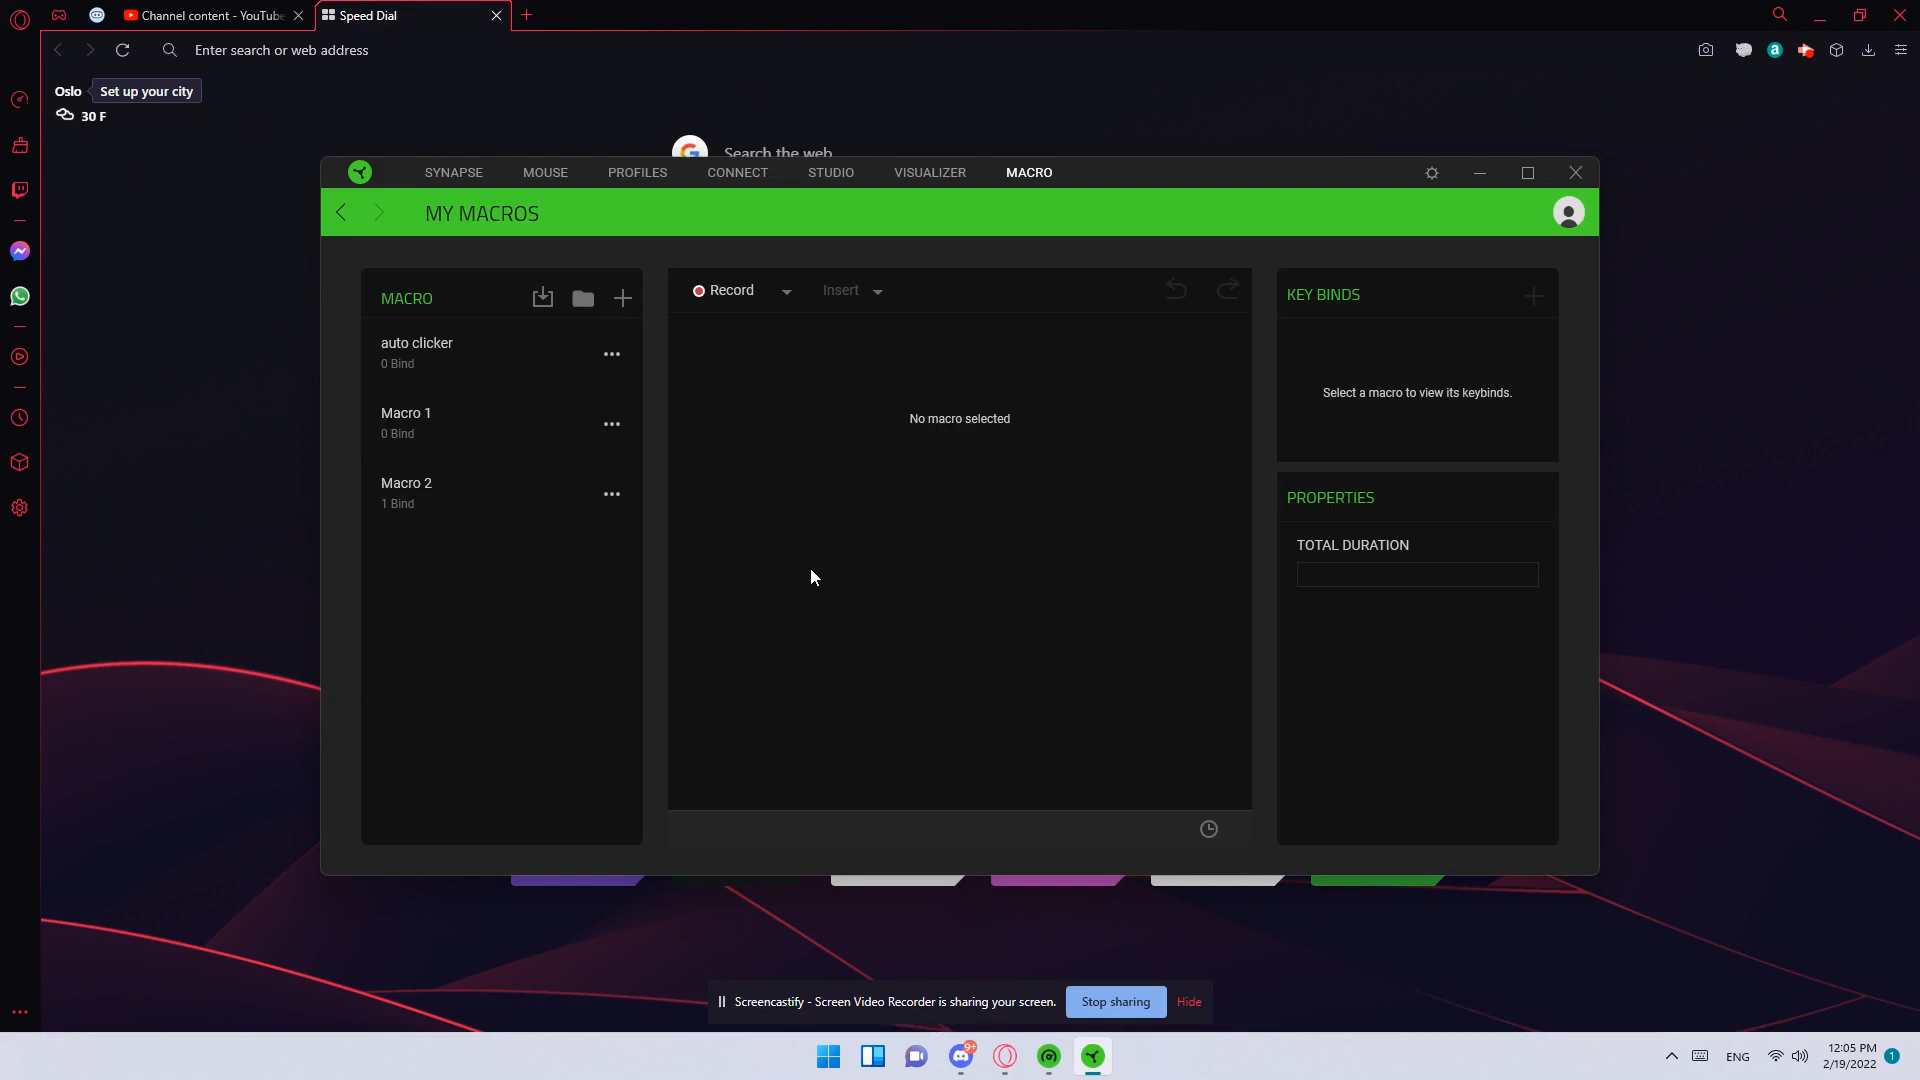 Channel content - YouTube
Speed Dial
Enter search or web address
a
Oslo
Set up your city
30 F
Search the web
SYNAPSE MOUSE PROFILES CONNECT STUDIO VISUALIZER MACRO
MY MACROS
MACRO
auto clicker
0 Bind
Macro 1
0 Bind
Macro 2
1 Bind
Record Insert
No macro selected
KEY BINDS
Select a macro to view its keybinds.
PROPERTIES
TOTAL DURATION
Screencastify - Screen Video Recorder is sharing your screen. Stop sharing Hide
9+
ENG
12:05 PM
2/19/2022
1